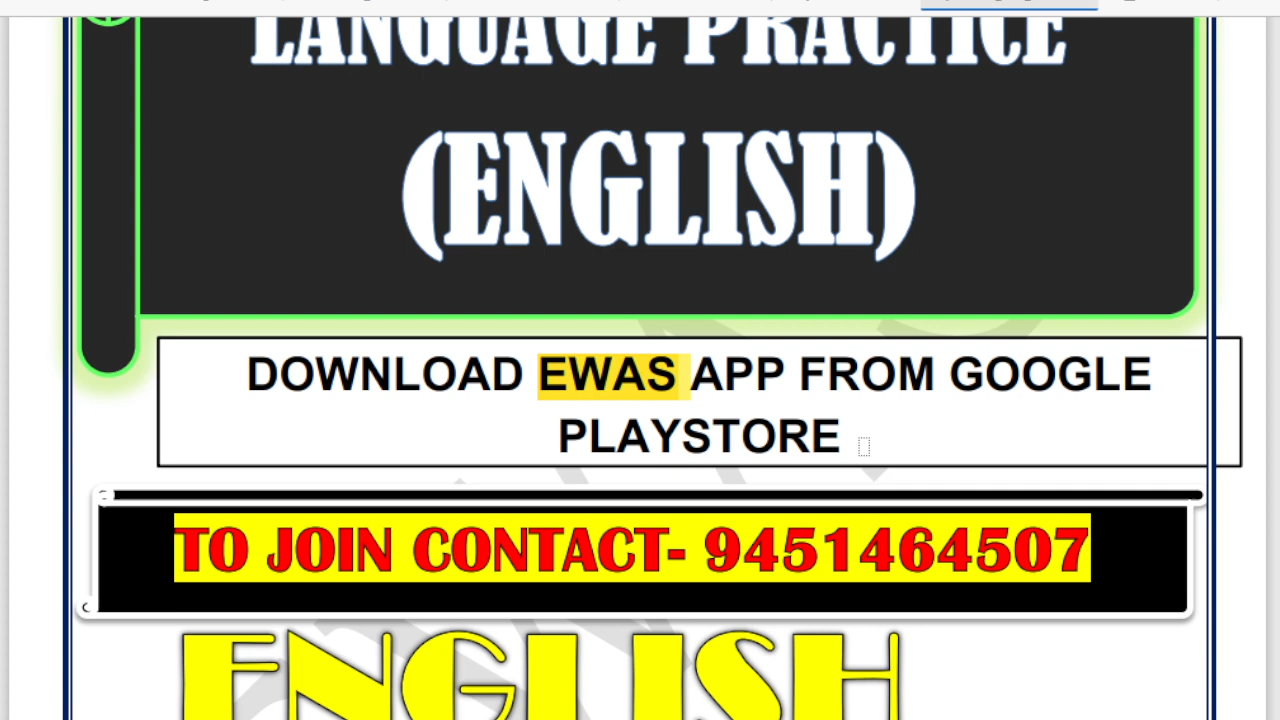 LANGUAGE PRACTICE
(ENGLISH)
DOWNLOAD EWAS APP FROM GOOGLE
PLAYSTORE
TO JOIN CONTACT- 9451464507
ENGLISH